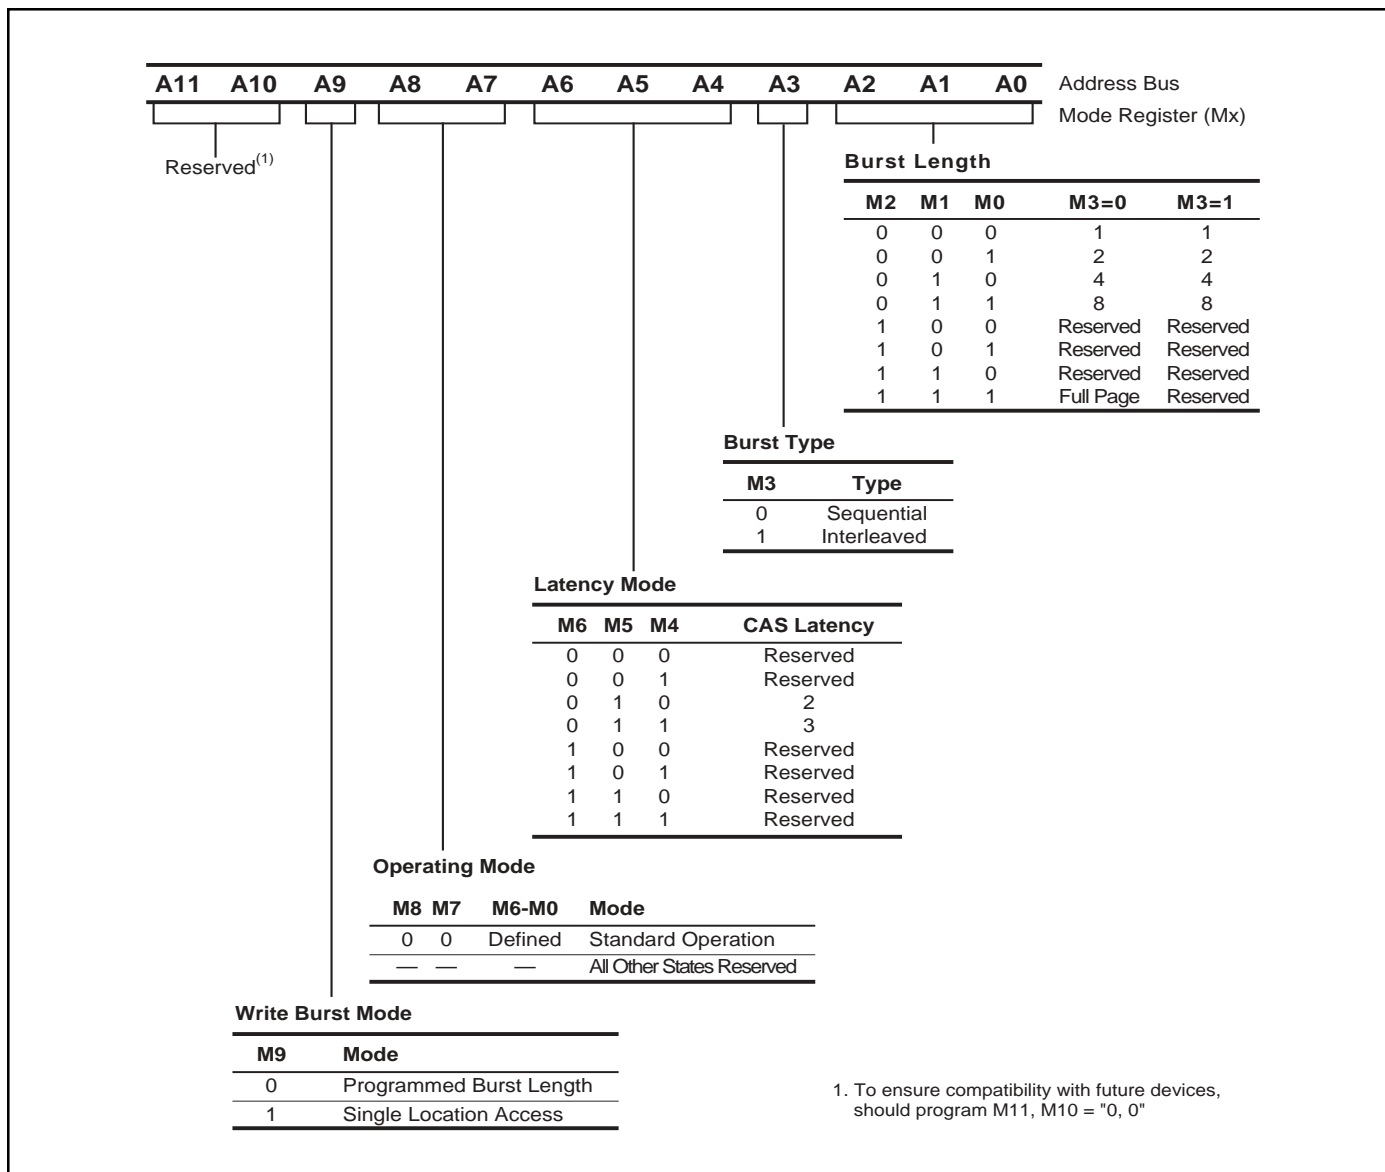 A11 A10 A9 A8 A7 A6 A5 A4 A3 A2 A1 A0 Address Bus
Mode Register (Mx)
Reserved(1)
Burst Length
M2 M1 M0 M3=0 M3=1
0 0 0 1 1
0 0 1 2 2
0 1 0 4 4
0 1 1 8 8
1 0 0 Reserved Reserved
1 0 1 Reserved Reserved
1 1 0 Reserved Reserved
1 1 1 Full Page Reserved
Burst Type
M3 Type
0 Sequential
1 Interleaved
Latency Mode
M6 M5 M4 CAS Latency
0 0 0 Reserved
0 0 1 Reserved
0 1 0 2
0 1 1 3
1 0 0 Reserved
1 0 1 Reserved
1 1 0 Reserved
1 1 1 Reserved
Operating Mode
M8 M7 M6-M0 Mode
0 0 Defined Standard Operation
— — — All Other States Reserved
Write Burst Mode
M9 Mode
0 Programmed Burst Length
1 Single Location Access
1. To ensure compatibility with future devices,
should program M11, M10 = "0, 0"